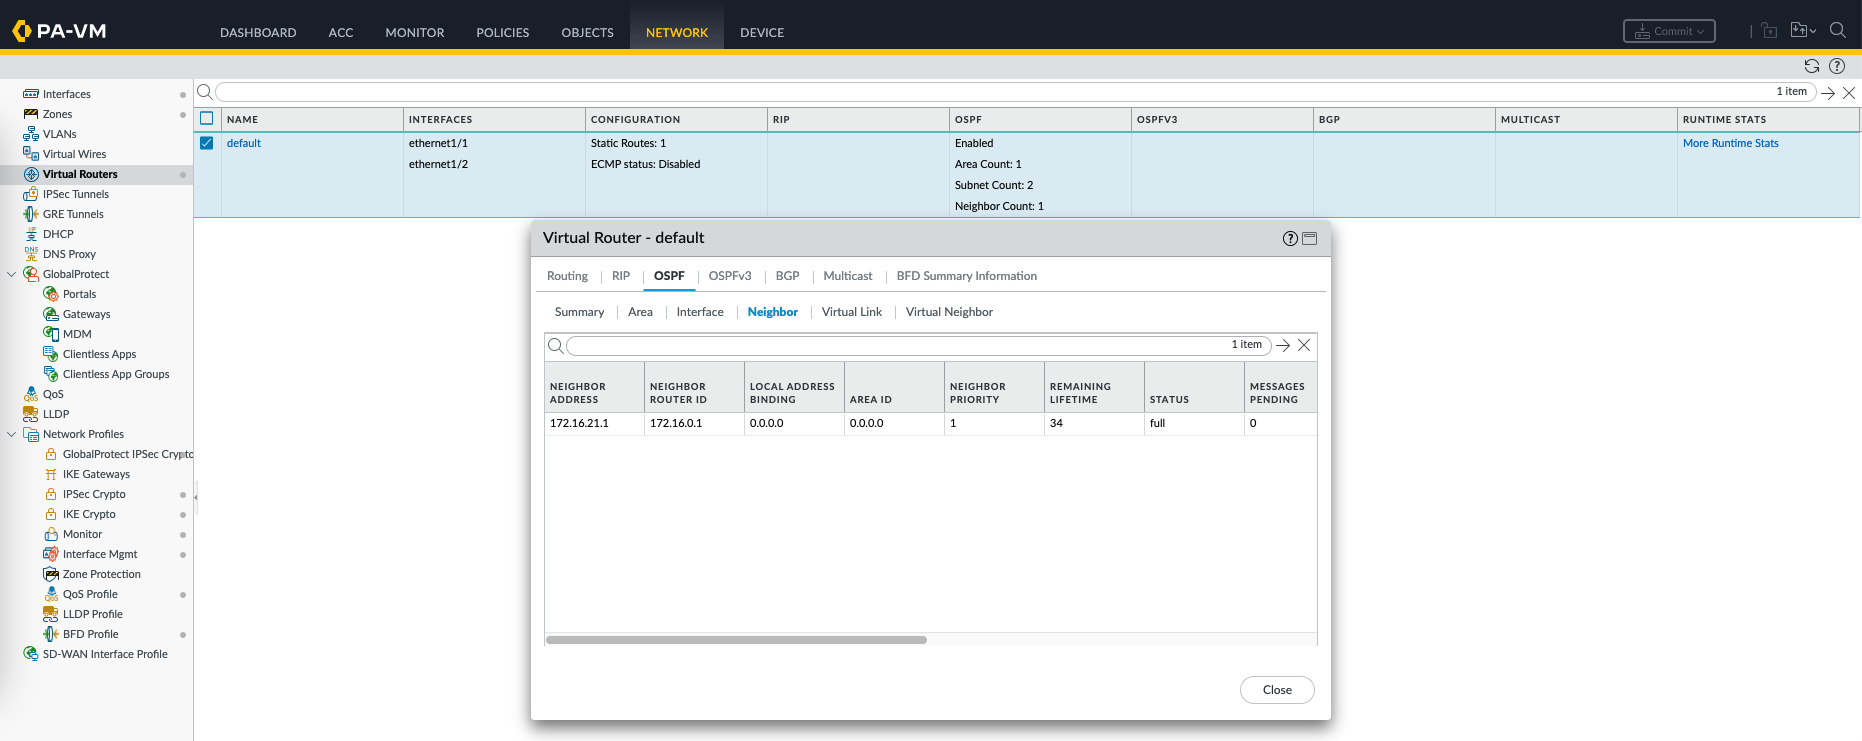 PA-VM
DASHBOARD ACC MONITOR POLICIES OBJECTS NETWORK DEVICE
Commit
Interfaces
Zones
VLANs
Virtual Wires
Virtual Routers
IPSec Tunnels
GRE Tunnels
DHCP
DNS Proxy
GlobalProtect
Portals
Gateways
MDM
Clientless Apps
Clientless App Groups
QoS
LLDP
Network Profiles
GlobalProtect IPSec Crypto
IKE Gateways
IPSec Crypto
IKE Crypto
Monitor
Interface Mgmt
Zone Protection
QoS Profile
LLDP Profile
BFD Profile
SD-WAN Interface Profile
1 item
NAME INTERFACES CONFIGURATION RIP OSPF OSPFV3 BGP MULTICAST RUNTIME STATS
default ethernet1/1 Static Routes: 1 Enabled More Runtime Stats
ethernet1/2 ECMP status: Disabled Area Count: 1
Subnet Count: 2
Neighbor Count: 1
Virtual Router - default
Routing RIP OSPF OSPFv3 BGP Multicast BFD Summary Information
Summary Area Interface Neighbor Virtual Link Virtual Neighbor
1 item
NEIGHBOR NEIGHBOR LOCAL ADDRESS NEIGHBOR REMAINING MESSAGES
ADDRESS ROUTER ID BINDING AREA ID PRIORITY LIFETIME STATUS PENDING
172.16.21.1 172.16.0.1 0.0.0.0 0.0.0.0 1 34 full 0
Close